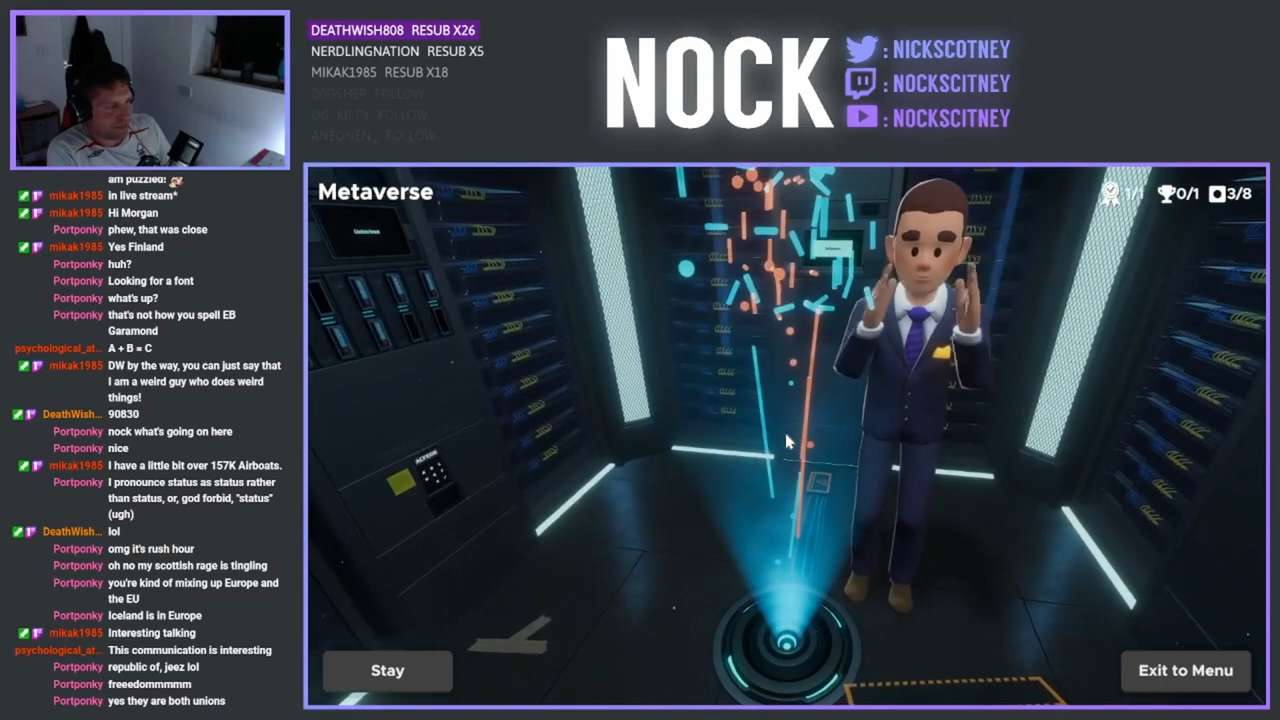 DEATHWISH808 RESUB X26
NERDLINGNATION RESUB X5
MIKAK1985 RESUB X18
FOLLOW
FOLLOW
FOLLOW
NOCK
: NICKSCOTNEY
: NOCKSCITNEY
: NOCKSCITNEY
am puzzled!
mikak1985 in live stream*
mikak1985 Hi Morgan
Portponky phew, that was close
mikak1985 Yes Finland
Portponky huh?
Portponky Looking for a font
Portponky what's up?
Portponky that's not how you spell EB
Garamond
psychological_at... A + B = C
mikak1985 DW by the way, you can just say that
I am a weird guy who does weird
things!
DeathWish... 90830
Portponky nock what's going on here
Portponky nice
mikak1985 I have a little bit over 157K Airboats.
Portponky I pronounce status as status rather
than status, or, god forbid, "status"
(ugh)
DeathWish... lol
Portponky omg it's rush hour
Portponky oh no my scottish rage is tingling
Portponky you're kind of mixing up Europe and
the EU
Portponky Iceland is in Europe
mikak1985 Interesting talking
psychological_at... This communication is interesting
Portponky republic of, jeez lol
Portponky freeedommmmm
Portponky yes they are both unions
Metaverse
1/1 0/1 3/8
Stay
Exit to Menu